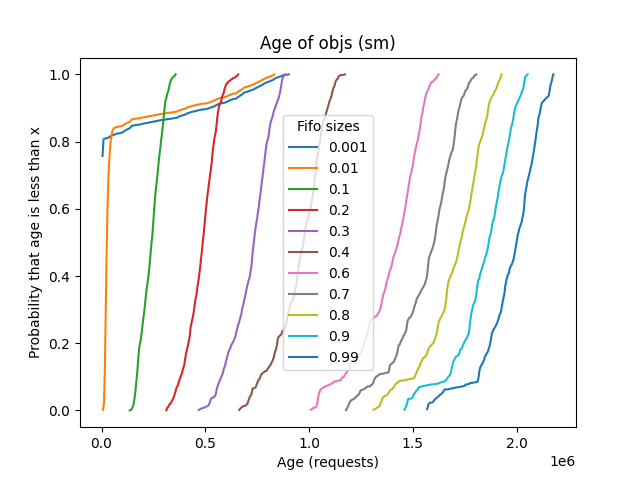 Age of objs (sm)
Probability that age is less than x
1.0
0.8
0.6
0.4
0.2
0.0
Fifo sizes
0.001
0.01
0.1
0.2
0.3
0.4
0.6
0.7
0.8
0.9
0.99
0.0 0.5 1.0 1.5 2.0
1e6
Age (requests)